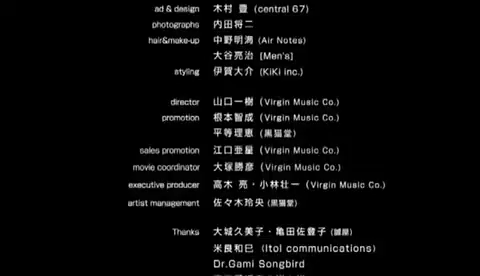 ad & design 木村 豊 (central 67)
photographs 内田将二
hair&make-up 中野明海 (Air Notes)
大谷亮治 [Men's]
styling 伊賀大介 (KiKi inc.)
director 山口一樹 (Virgin Music Co.)
promotion 根本智成 (Virgin Music Co.)
平等理恵 (黒猫堂)
sales promotion 江口亜星 (Virgin Music Co.)
movie coordinator 大塚勝彦 (Virgin Music Co.)
executive producer 高木 亮・小林壮一 (Virgin Music Co.)
artist management 佐々木玲央 (黒猫堂)
Thanks 大城久美子・亀田佐登子 (誠屋)
米良和巳 (Itol communications)
Dr.Gami Songbird